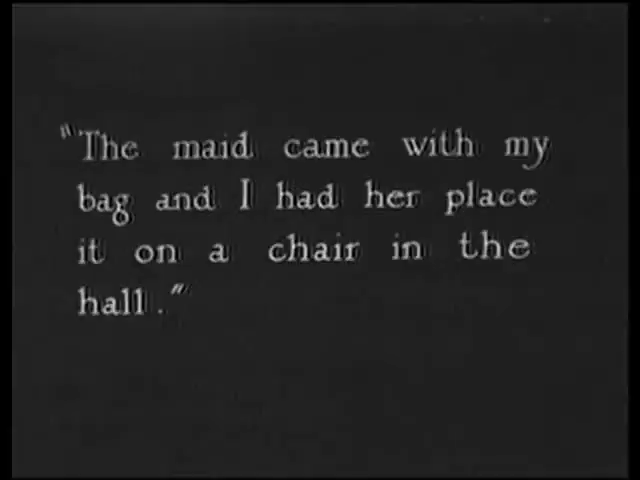 "The maid came with my
bag and I had her place
it on a chair in the
hall."